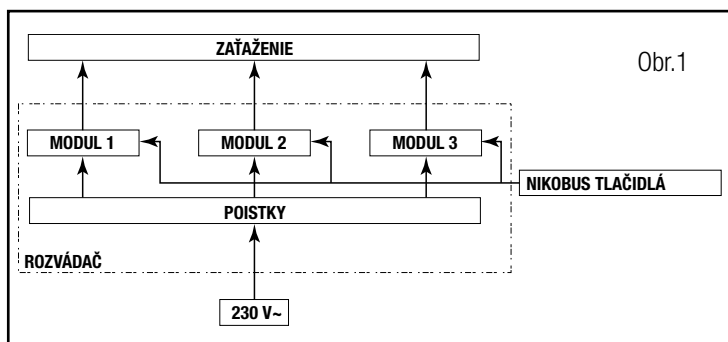 ZAŤAŽENIE
Obr.1
MODUL 1 MODUL 2 MODUL 3
NIKOBUS TLAČIDLÁ
POISTKY
ROZVÁDAČ
230 V~